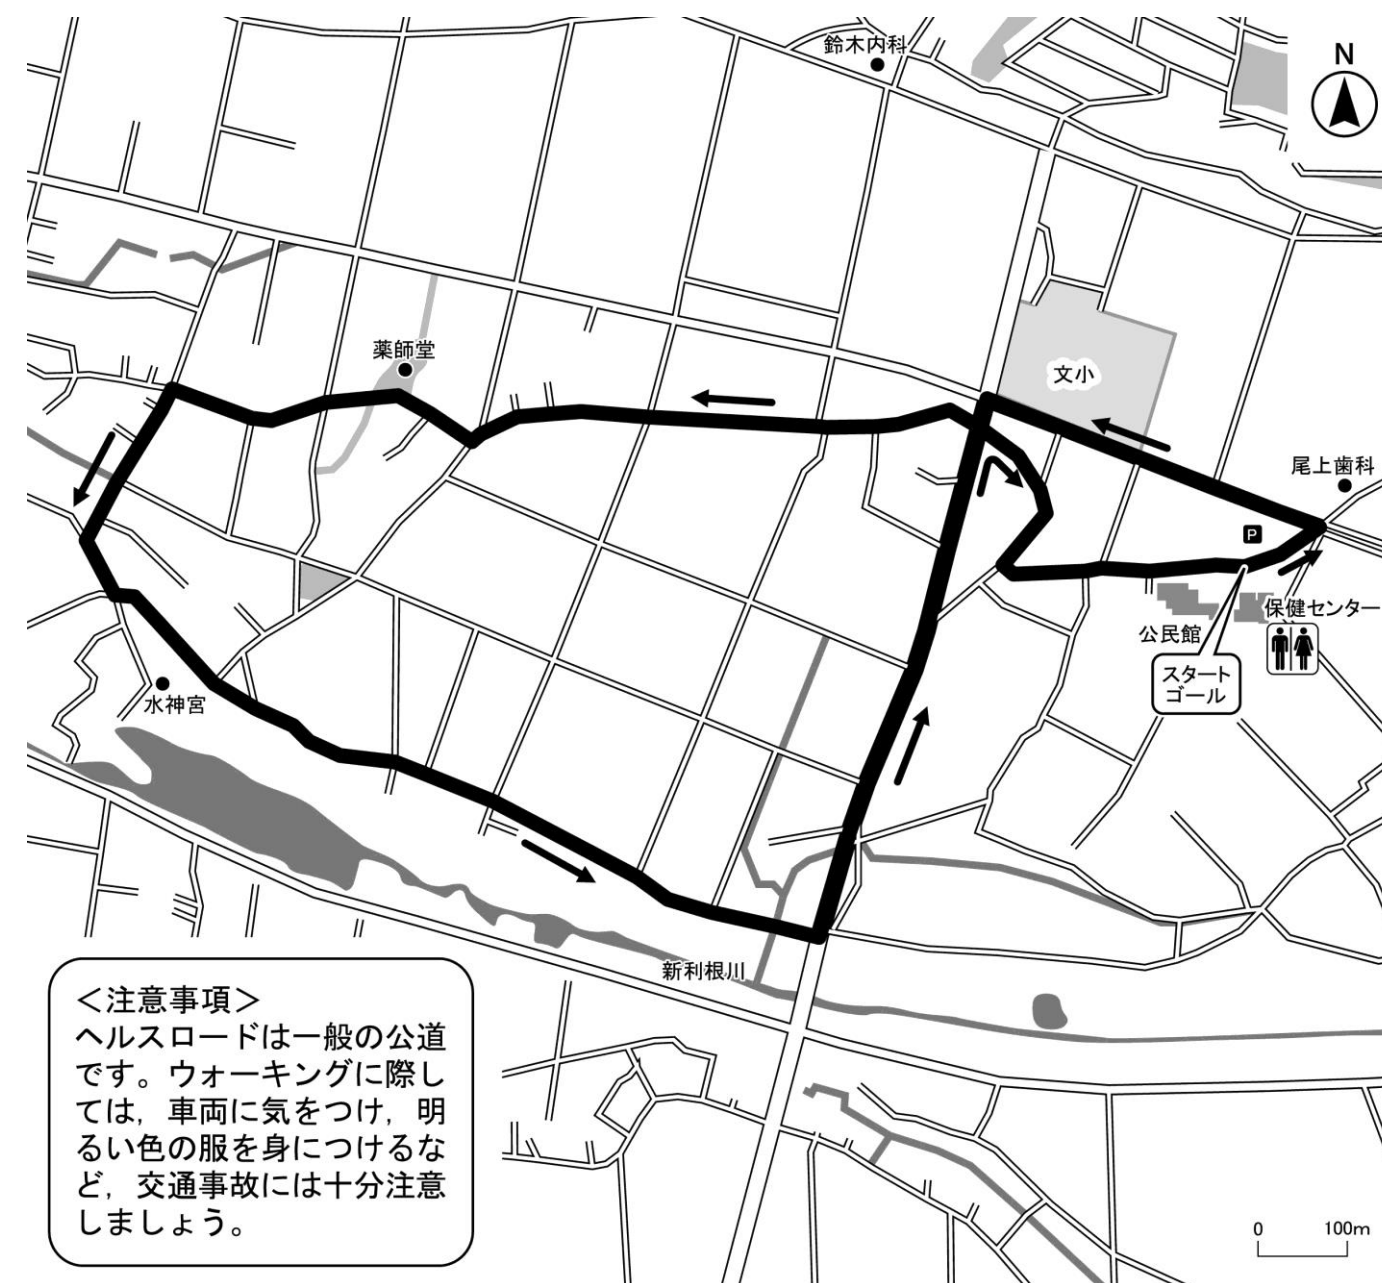 鈴木内科
N
薬師堂
文小
尾上歯科
P
保健センター
公民館
スタート
ゴール
水神宮
新利根川
＜注意事項＞
ヘルスロードは一般の公道
です。ウォーキングに際し
ては，車両に気をつけ，明
るい色の服を身につけるな
ど，交通事故には十分注意
しましょう。
0 100m